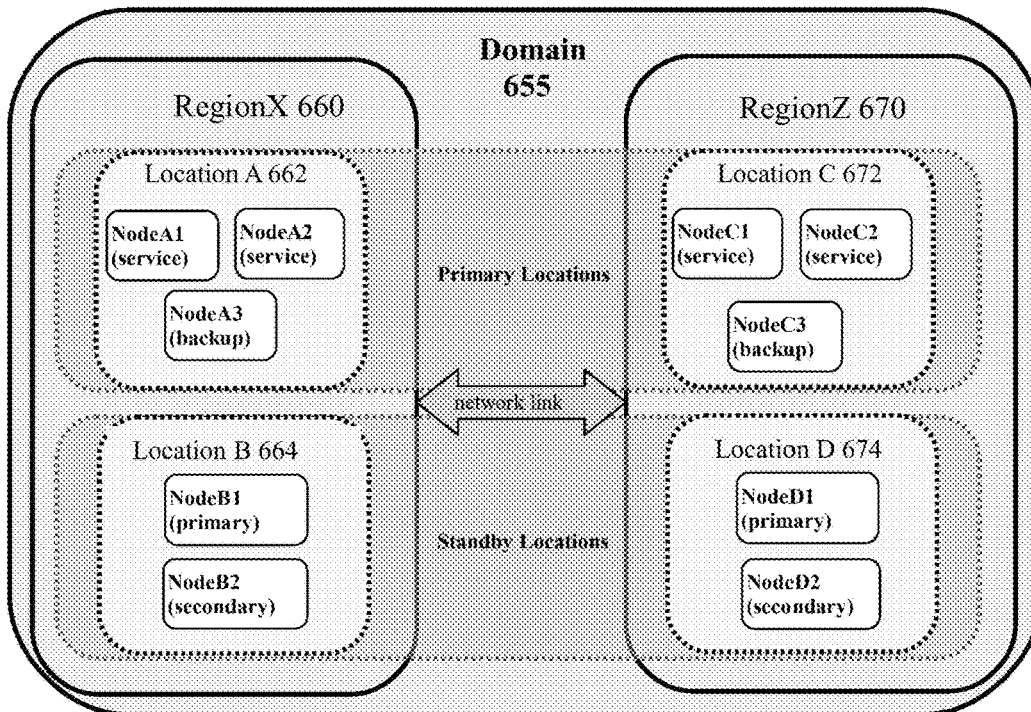 Domain
655
RegionX 660
RegionZ 670
Location A 662
NodeA1
(service)
NodeA2
(service)
NodeA3
(backup)
Primary Locations
Location C 672
NodeC1
(service)
NodeC2
(service)
NodeC3
(backup)
network link
Location B 664
NodeB1
(primary)
NodeB2
(secondary)
Standby Locations
Location D 674
NodeD1
(primary)
NodeD2
(secondary)